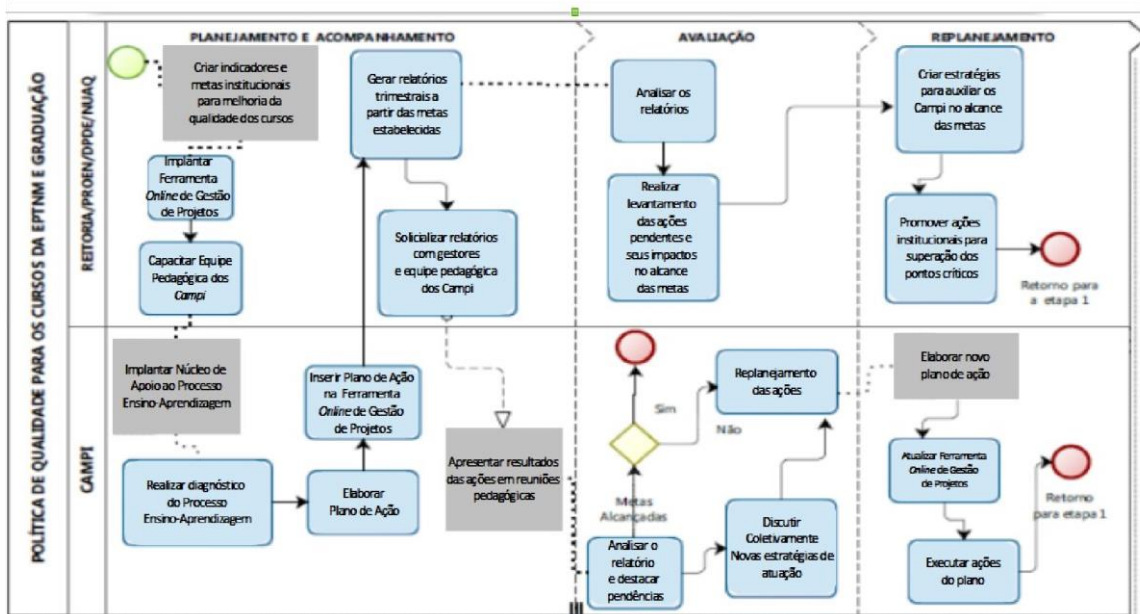 POLÍTICA DE QUALIDADE PARA OS CURSOS DA EPTNM E GRADUAÇÃO
REITORIA/PROEN/DPDE/NUAQ
CAMPI
PLANEJAMENTO E ACOMPANHAMENTO
AVALIAÇÃO
REPLANEJAMENTO
Criar indicadores e
metas institucionais
para melhoria da
qualidade dos cursos
Implantar
Ferramenta
Online de Gestão
de Projetos
Capacitar Equipe
Pedagógica dos
Campi
Gerar relatórios
trimestrais a
partir das metas
estabelecidas
Solicializar relatórios
com gestores
e equipe pedagógica
dos Campi
Analisar os
relatórios
Realizar
levantamento
das ações
pendentes e
seus impactos
no alcance
das metas
Criar estratégias
para auxiliar os
Campi no alcance
das metas
Promover ações
institucionais para
superação dos
pontos críticos
Retorno para
a etapa 1
Implantar Núcleo de
Apoio ao Processo
Ensino-Aprendizagem
Realizar diagnóstico
do Processo
Ensino-Aprendizagem
Inserir Plano de Ação
na Ferramenta
Online de Gestão
de Projetos
Elaborar
Plano de Ação
Apresentar resultados
das ações em reuniões
pedagógicas
Sim
Não
Metas
Alcançadas
Analisar o
relatório
e destacar
pendências
Replanejamento
das ações
Discutir
Coletivamente
Novas estratégias de
atuação
Elaborar novo
plano de ação
Atualizar Ferramenta
Online de Gestão
de Projetos
Executar ações
do plano
Retorno
para etapa 1